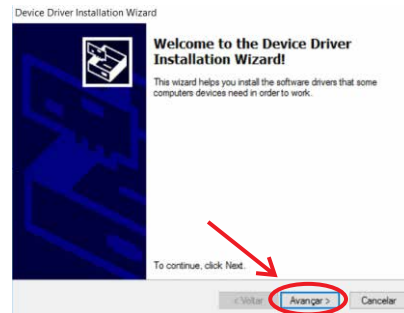 Device Driver Installation Wizard
Welcome to the Device Driver
Installation Wizard!
This wizard helps you install the software drivers that some
computers devices need in order to work.
To continue, click Next.
< Voltar
Avançar >
Cancelar